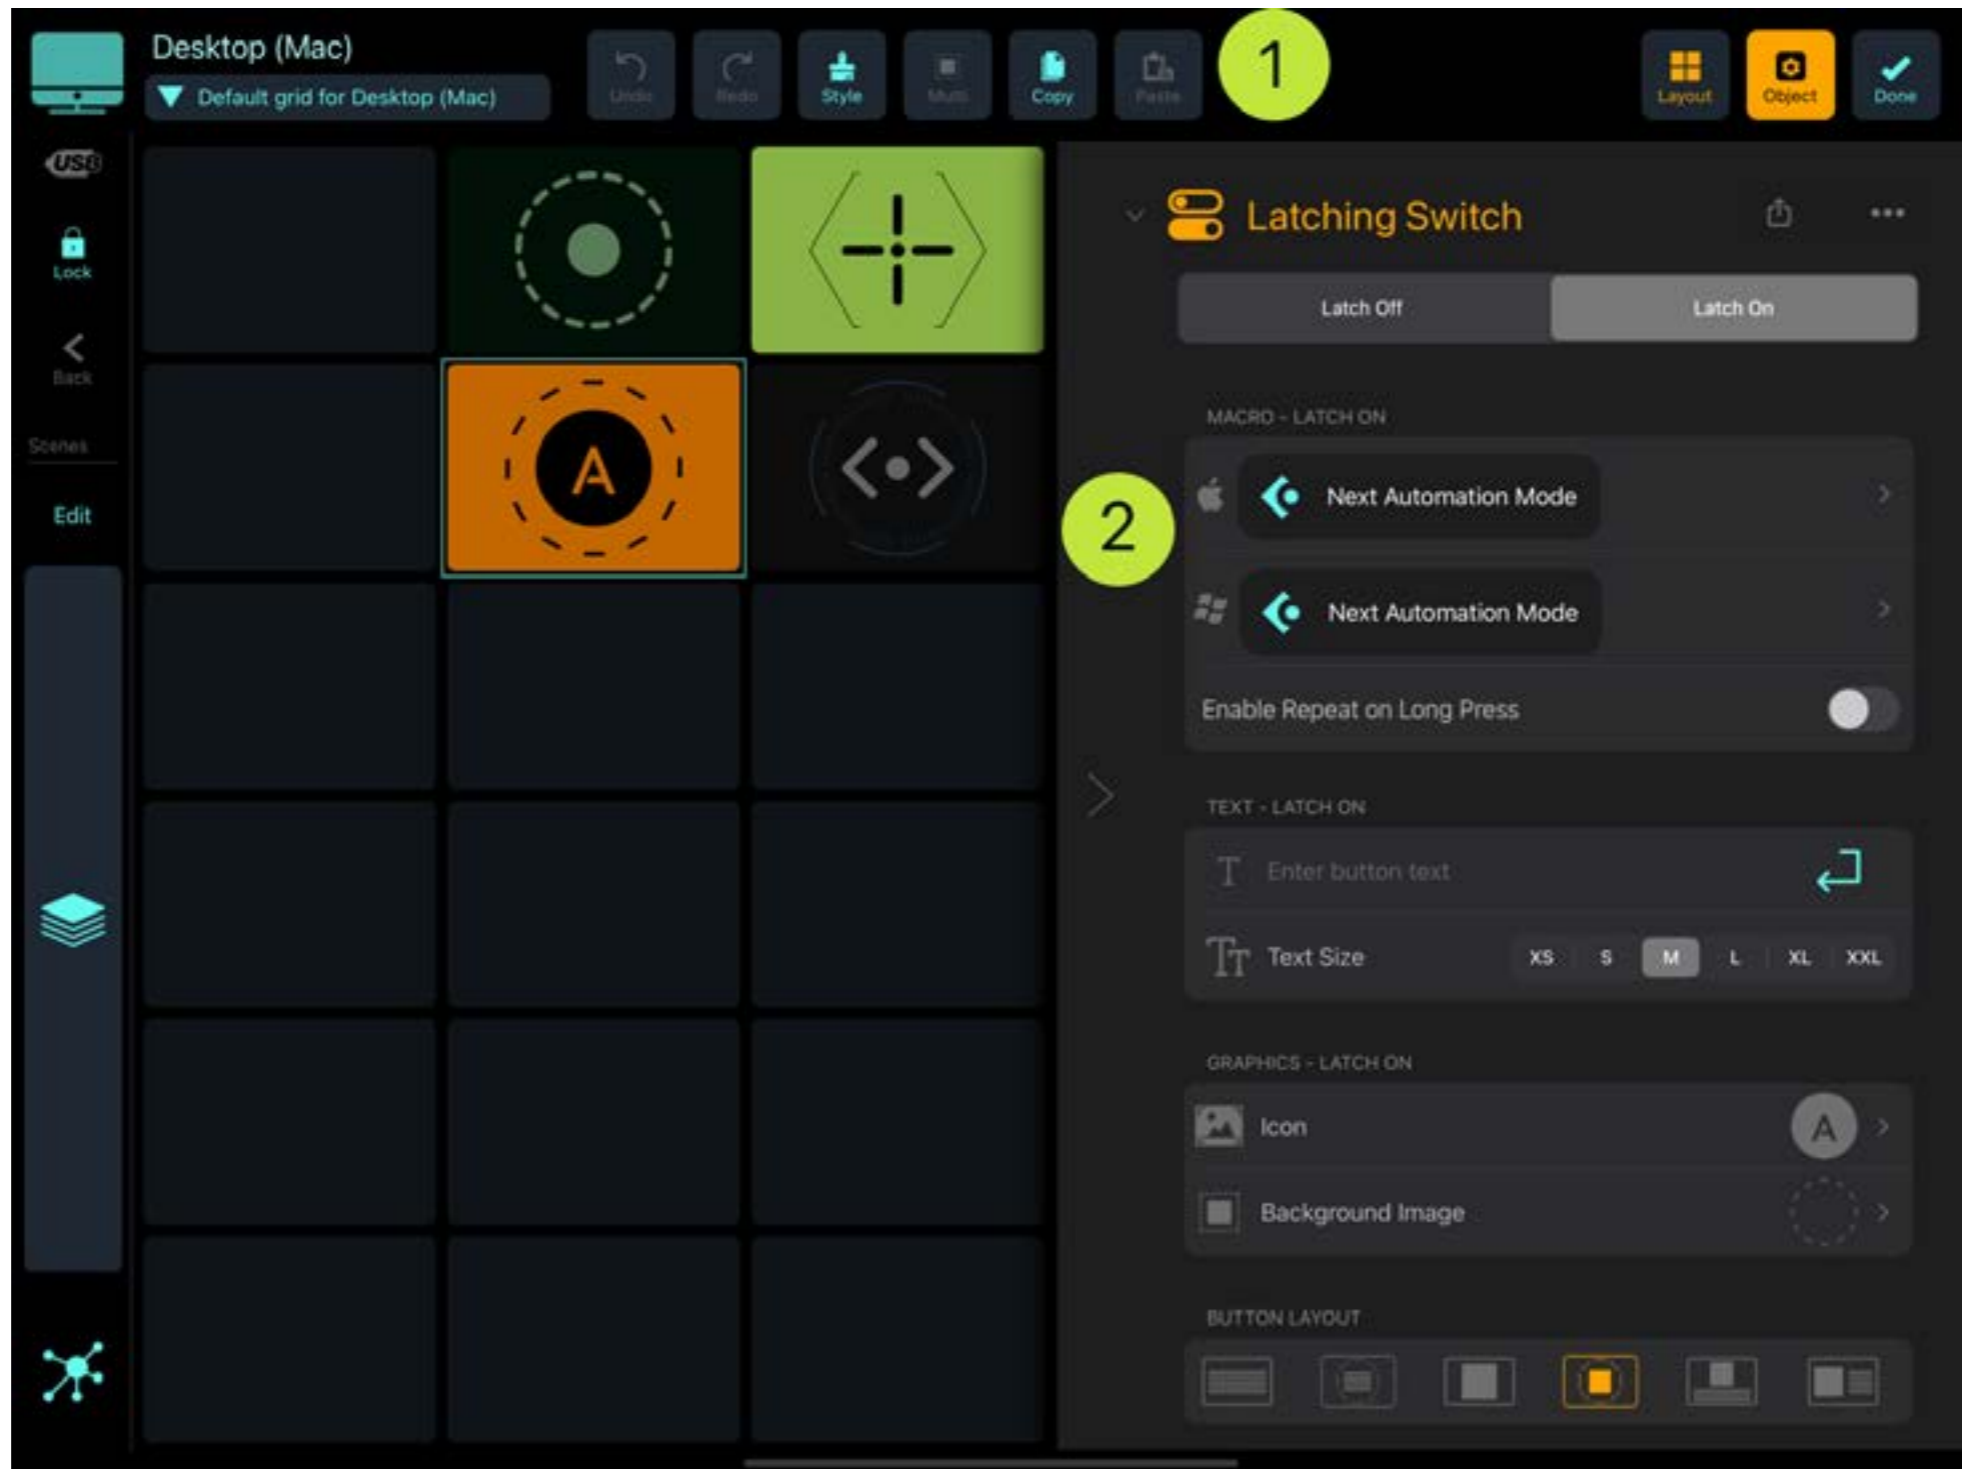 Desktop (Mac)
Default grid for Desktop (Mac)
Undo
Redo
Style
Multi
Copy
Paste
1
Layout
Object
Done
USB
Lock
Back
Scenes
Edit
A
Latching Switch
Latch Off
Latch On
MACRO - LATCH ON
2
Next Automation Mode
Next Automation Mode
Enable Repeat on Long Press
TEXT - LATCH ON
T Enter button text
TT Text Size XS S M L XL XXL
GRAPHICS - LATCH ON
Icon A
Background Image
BUTTON LAYOUT